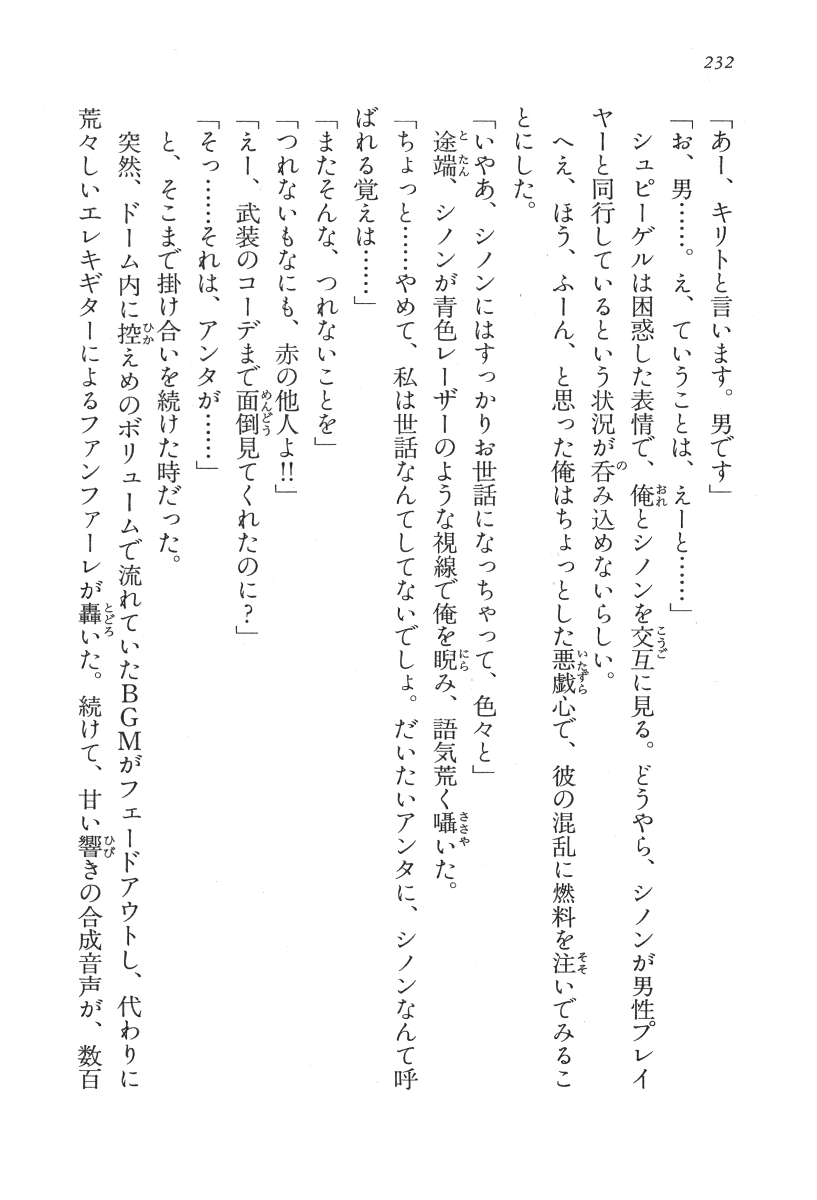 232
「あー、キリトと言います。男です」
「お、男……。え、ていうことは、えーと……」
シュピーゲルは困惑した表情で、俺とシノンを交互に見る。どうやら、シノンが男性プレイ
ヤーと同行しているという状況が呑み込めないらしい。
へえ、ほう、ふーん、と思った俺はちょっとした悪戯心で、彼の混乱に燃料を注いでみるこ
とにした。
「いやあ、シノンにはすっかりお世話になっちゃって、色々と」
途端、シノンが青色レーザーのような視線で俺を睨み、語気荒く囁いた。
「ちょっと……やめて、私は世話なんてしてないでしょ。だいたいアンタに、シノンなんて呼
ばれる覚えは……」
「またそんな、つれないことを」
「つれないもなにも、赤の他人よ!!」
「えー、武装のコーデまで面倒見てくれたのに？」
「そっ……それは、アンタが……」
と、そこまで掛け合いを続けた時だった。
突然、ドーム内に控えめのボリュームで流れていたＢＧＭがフェードアウトし、代わりに
荒々しいエレキギターによるファンファーレが轟いた。続けて、甘い響きの合成音声が、数百